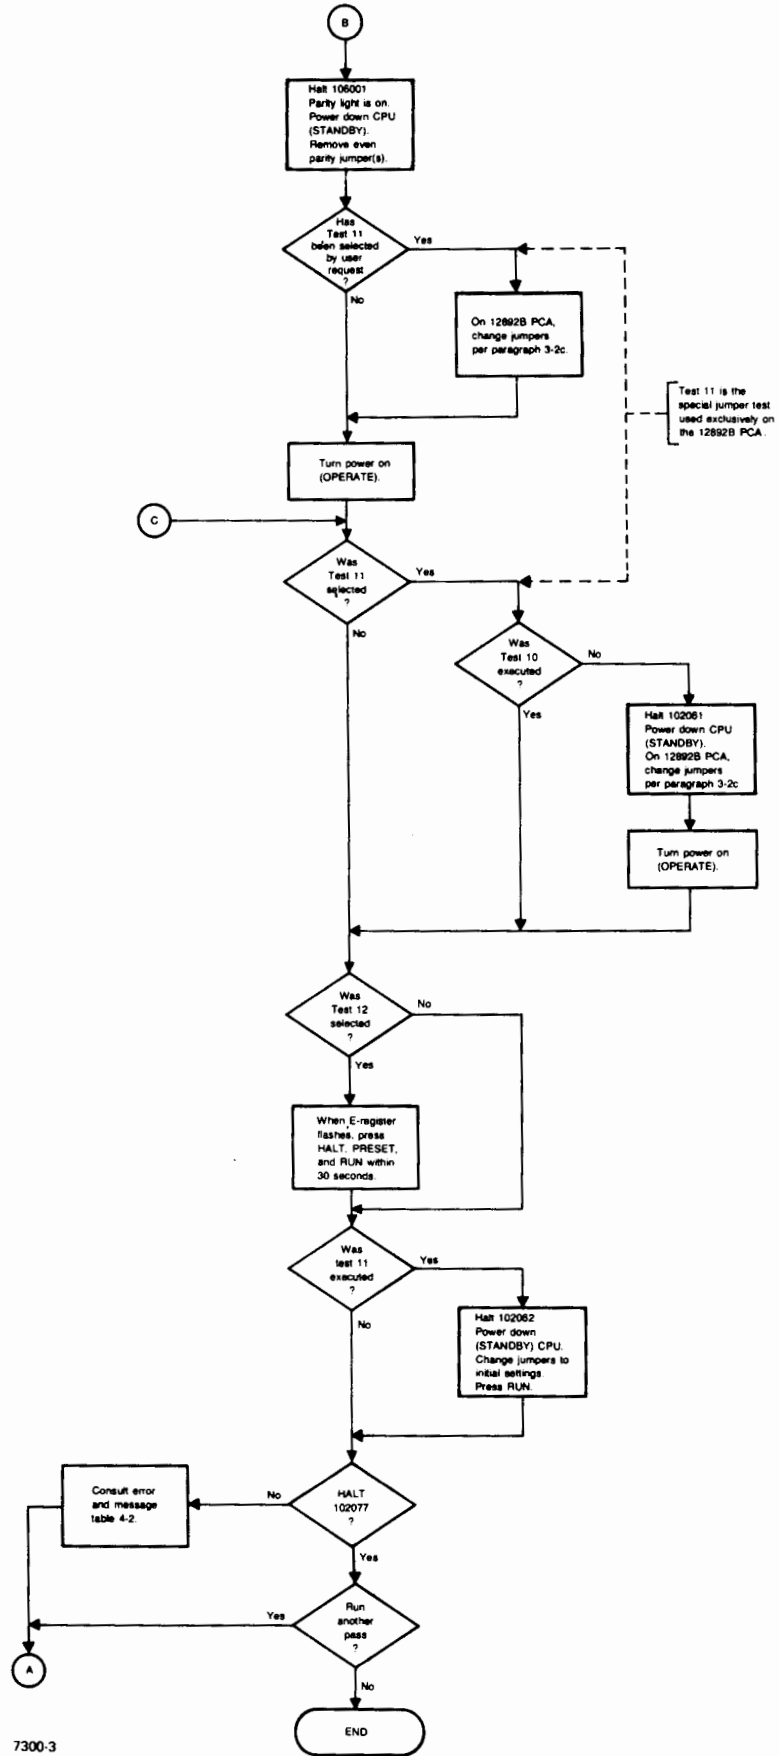 B
Halt 106001
Parity light is on.
Power down CPU
(STANDBY).
Remove even
parity jumper(s).
Has
Test 11
been selected
by user
request
?
Yes
No
On 12892B PCA,
change jumpers
per paragraph 3-2c.
Test 11 is the
special jumper test
used exclusively on
the 12892B PCA.
Turn power on
(OPERATE).
C
Was
Test 11
selected
?
Yes
No
Was
Test 10
executed
?
No
Yes
Halt 102061
Power down CPU
(STANDBY).
On 12892B PCA,
change jumpers
per paragraph 3-2c
Turn power on
(OPERATE).
Was
Test 12
selected
?
No
Yes
When E-register
flashes, press
HALT, PRESET,
and RUN within
30 seconds.
Was
test 11
executed
?
Yes
No
Halt 102062
Power down
(STANDBY) CPU.
Change jumpers to
initial settings.
Press RUN.
HALT
102077
?
No
Yes
Consult error
and message
table 4-2.
Run
another
pass
?
Yes
No
A
END
7300-3